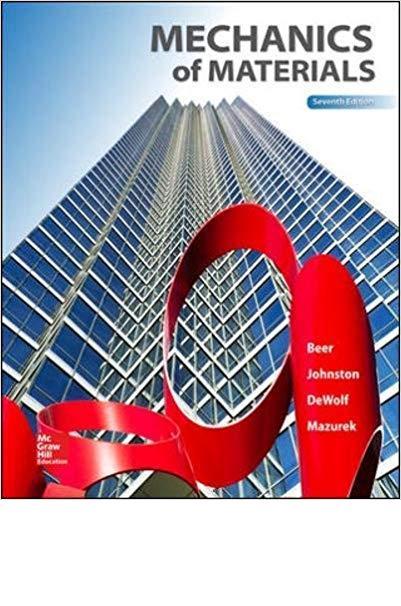 MECHANICS
of MATERIALS
Seventh Edition
Beer
Johnston
DeWolf
Mazurek
Mc
Graw
Hill
Education